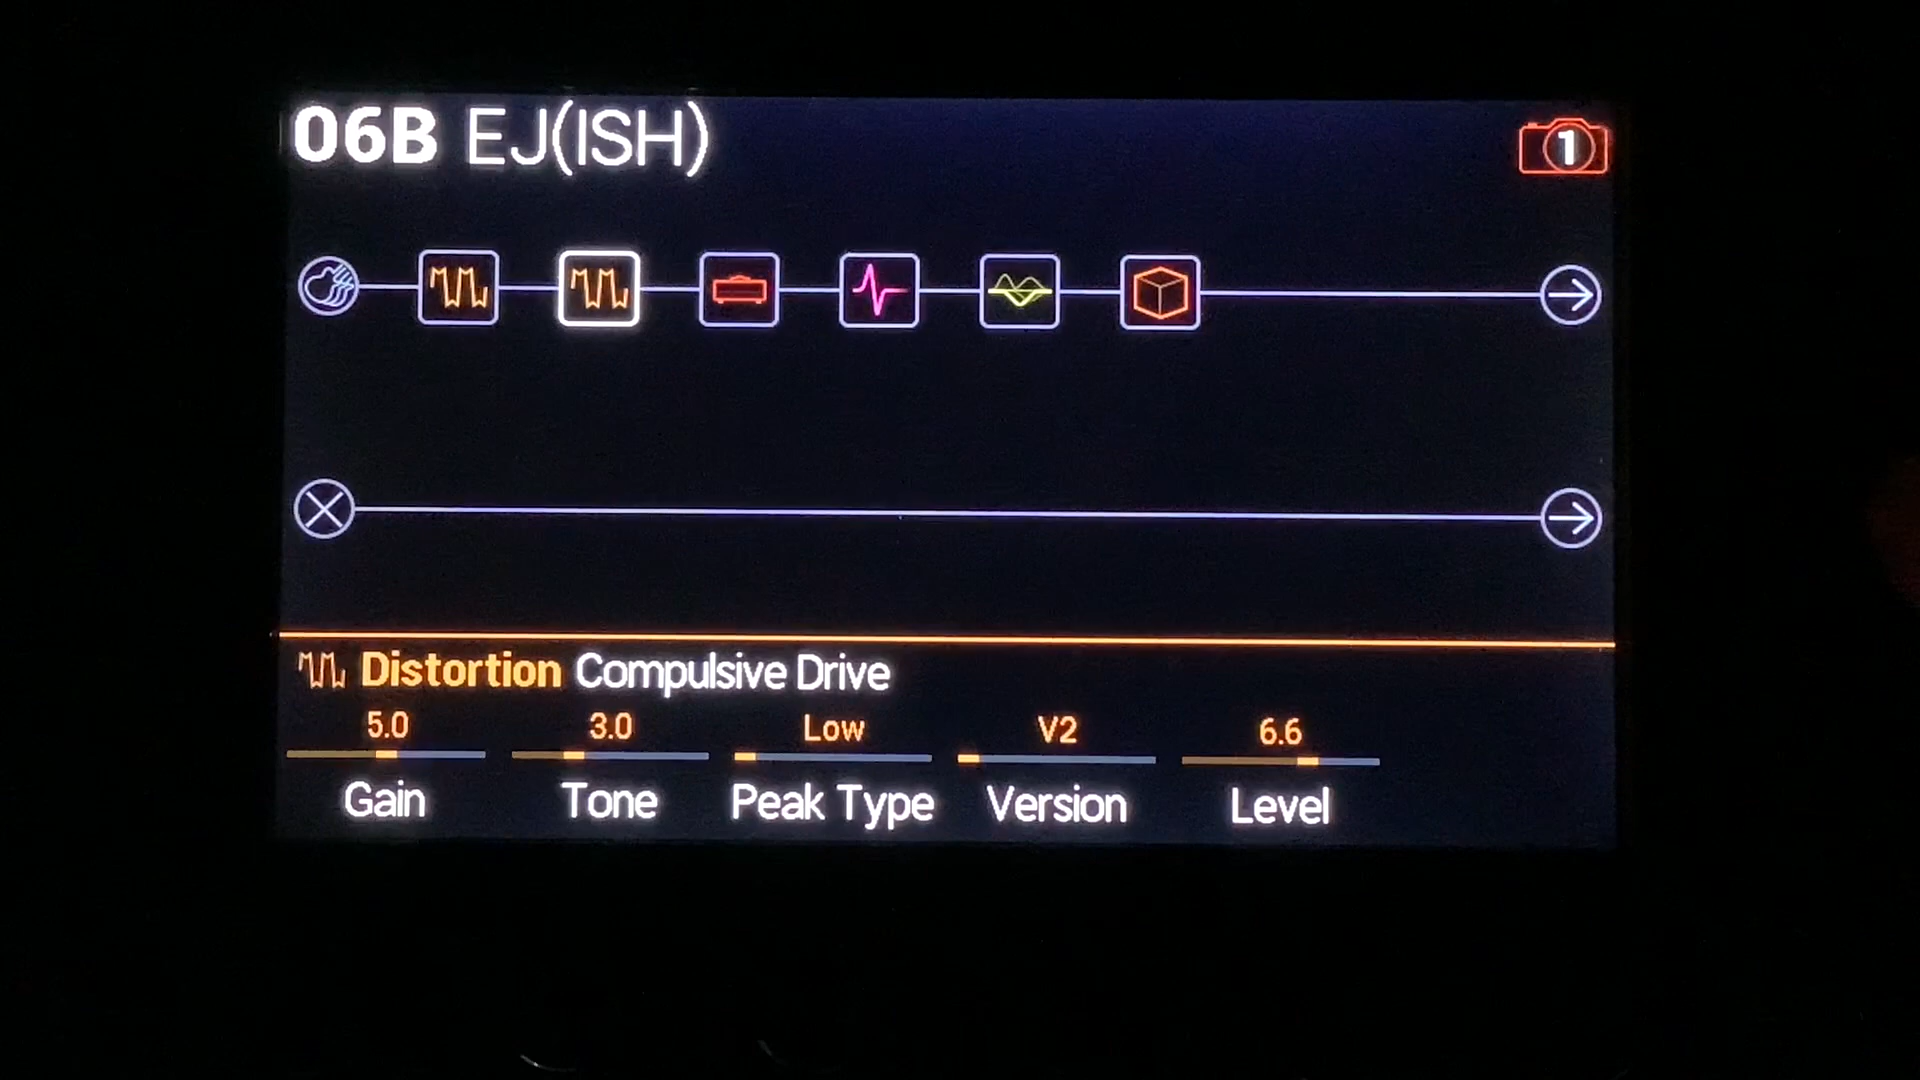 06B EJ(ISH)
1
Distortion Compulsive Drive
5.0 3.0 Low V2 6.6
Gain Tone Peak Type Version Level